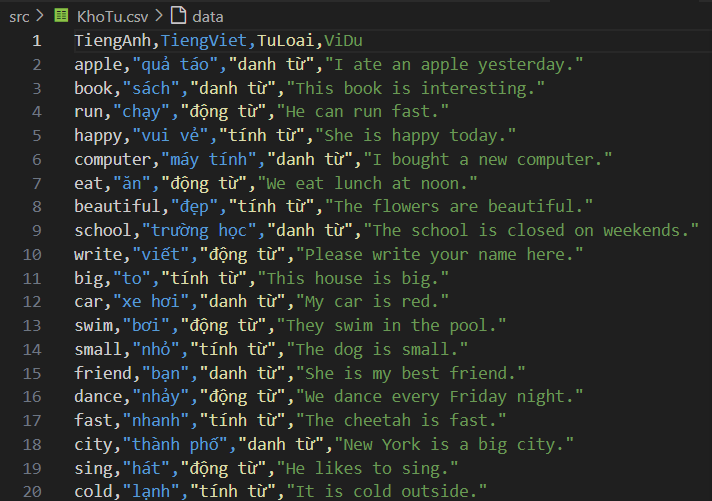 src > KhoTu.csv > data
1 TiengAnh,TiengViet,TuLoai,ViDu
2 apple,"quả táo","danh từ","I ate an apple yesterday."
3 book,"sách","danh từ","This book is interesting."
4 run,"chạy","động từ","He can run fast."
5 happy,"vui vẻ","tính từ","She is happy today."
6 computer,"máy tính","danh từ","I bought a new computer."
7 eat,"ăn","động từ","We eat lunch at noon."
8 beautiful,"đẹp","tính từ","The flowers are beautiful."
9 school,"trường học","danh từ","The school is closed on weekends."
10 write,"viết","động từ","Please write your name here."
11 big,"to","tính từ","This house is big."
12 car,"xe hơi","danh từ","My car is red."
13 swim,"bơi","động từ","They swim in the pool."
14 small,"nhỏ","tính từ","The dog is small."
15 friend,"bạn","danh từ","She is my best friend."
16 dance,"nhảy","động từ","We dance every Friday night."
17 fast,"nhanh","tính từ","The cheetah is fast."
18 city,"thành phố","danh từ","New York is a big city."
19 sing,"hát","động từ","He likes to sing."
20 cold,"lạnh","tính từ","It is cold outside."